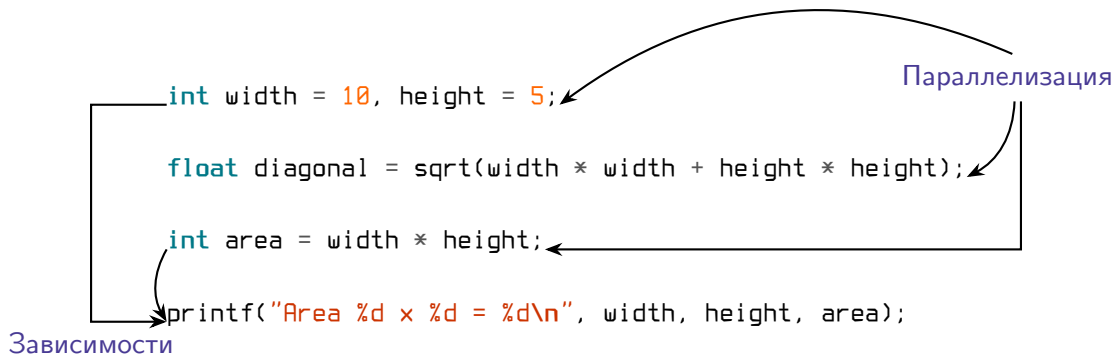 Параллелизация
int width = 10, height = 5;
float diagonal = sqrt(width * width + height * height);
int area = width * height;
printf("Area %d x %d = %d\n", width, height, area);
Зависимости